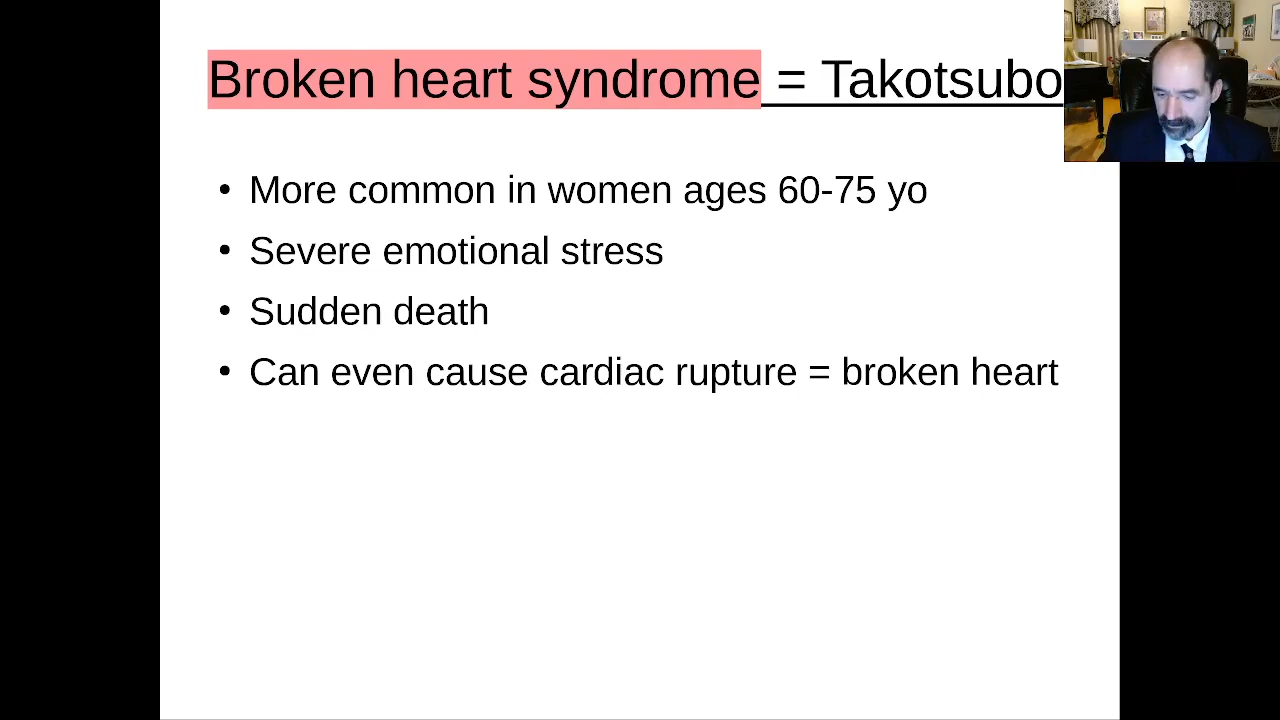 Broken heart syndrome = Takotsubo
• More common in women ages 60-75 yo
• Severe emotional stress
• Sudden death
• Can even cause cardiac rupture = broken heart